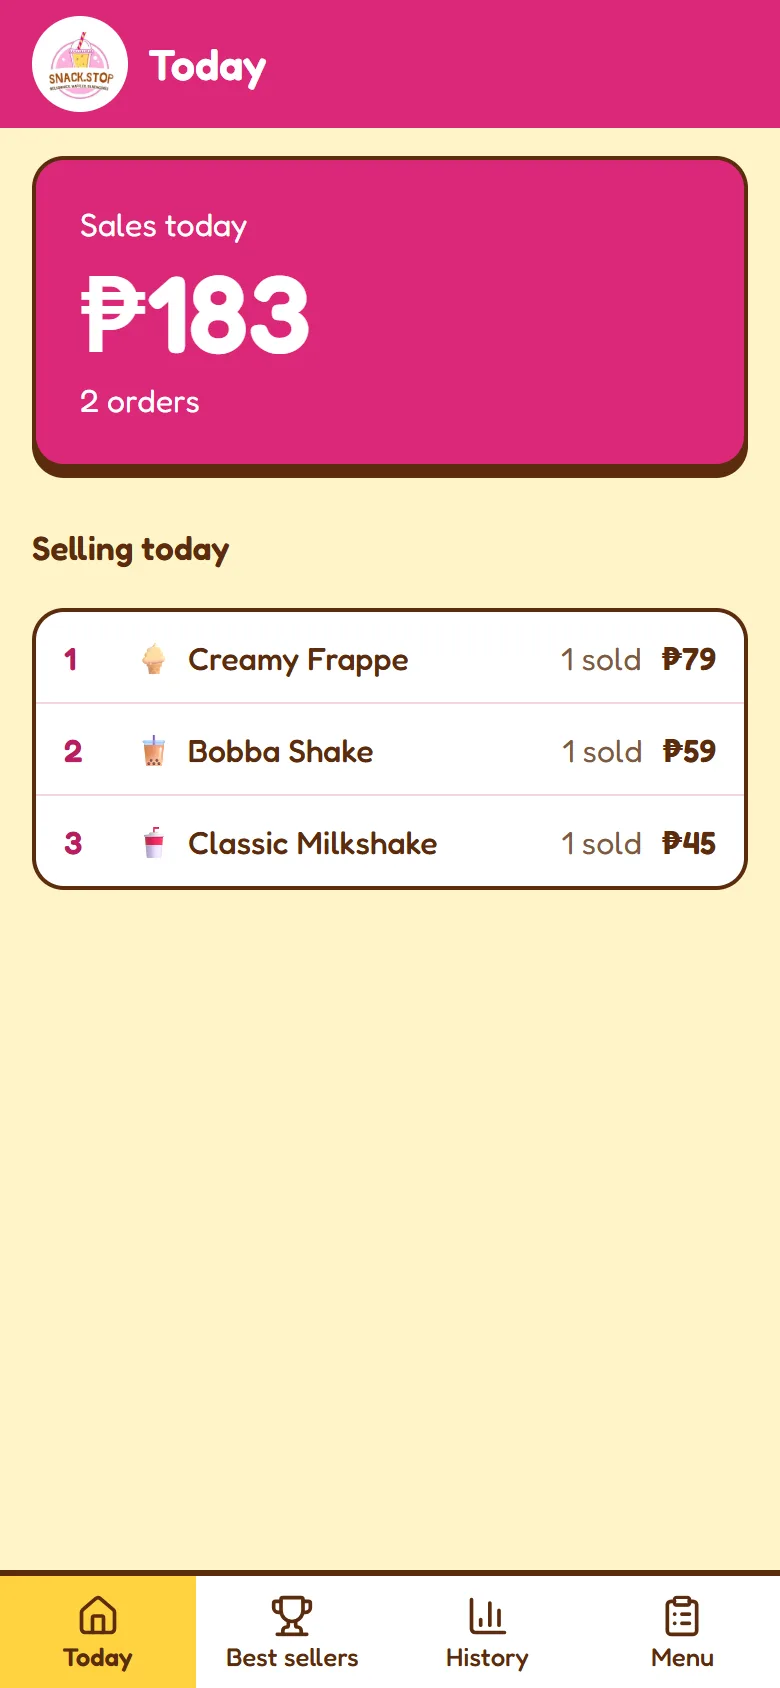 SNACK.STOP
Today
Sales today
₱183
2 orders
Selling today
1 Creamy Frappe 1 sold ₱79
2 Bobba Shake 1 sold ₱59
3 Classic Milkshake 1 sold ₱45
Today Best sellers History Menu